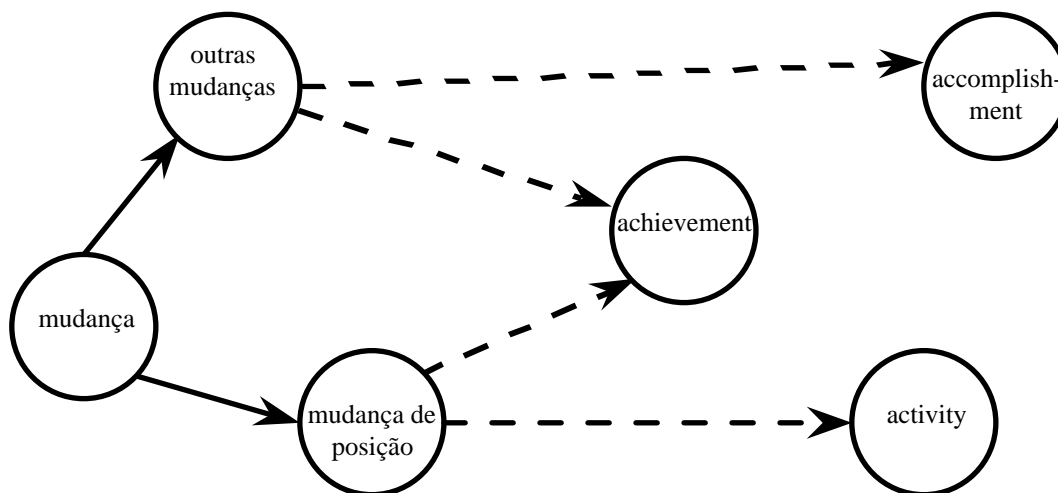 outras
mudanças
accomplish-
ment
achievement
mudança
mudança de
posição
activity